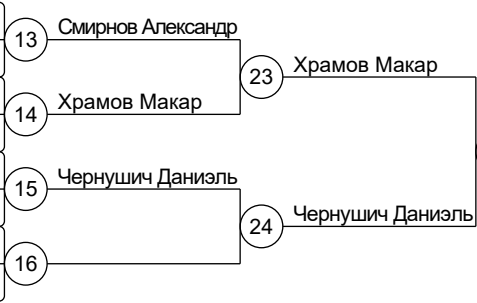 13 Смирнов Александр
23 Храмов Макар
14 Храмов Макар
15 Чернушич Даниэль
24 Чернушич Даниэль
16